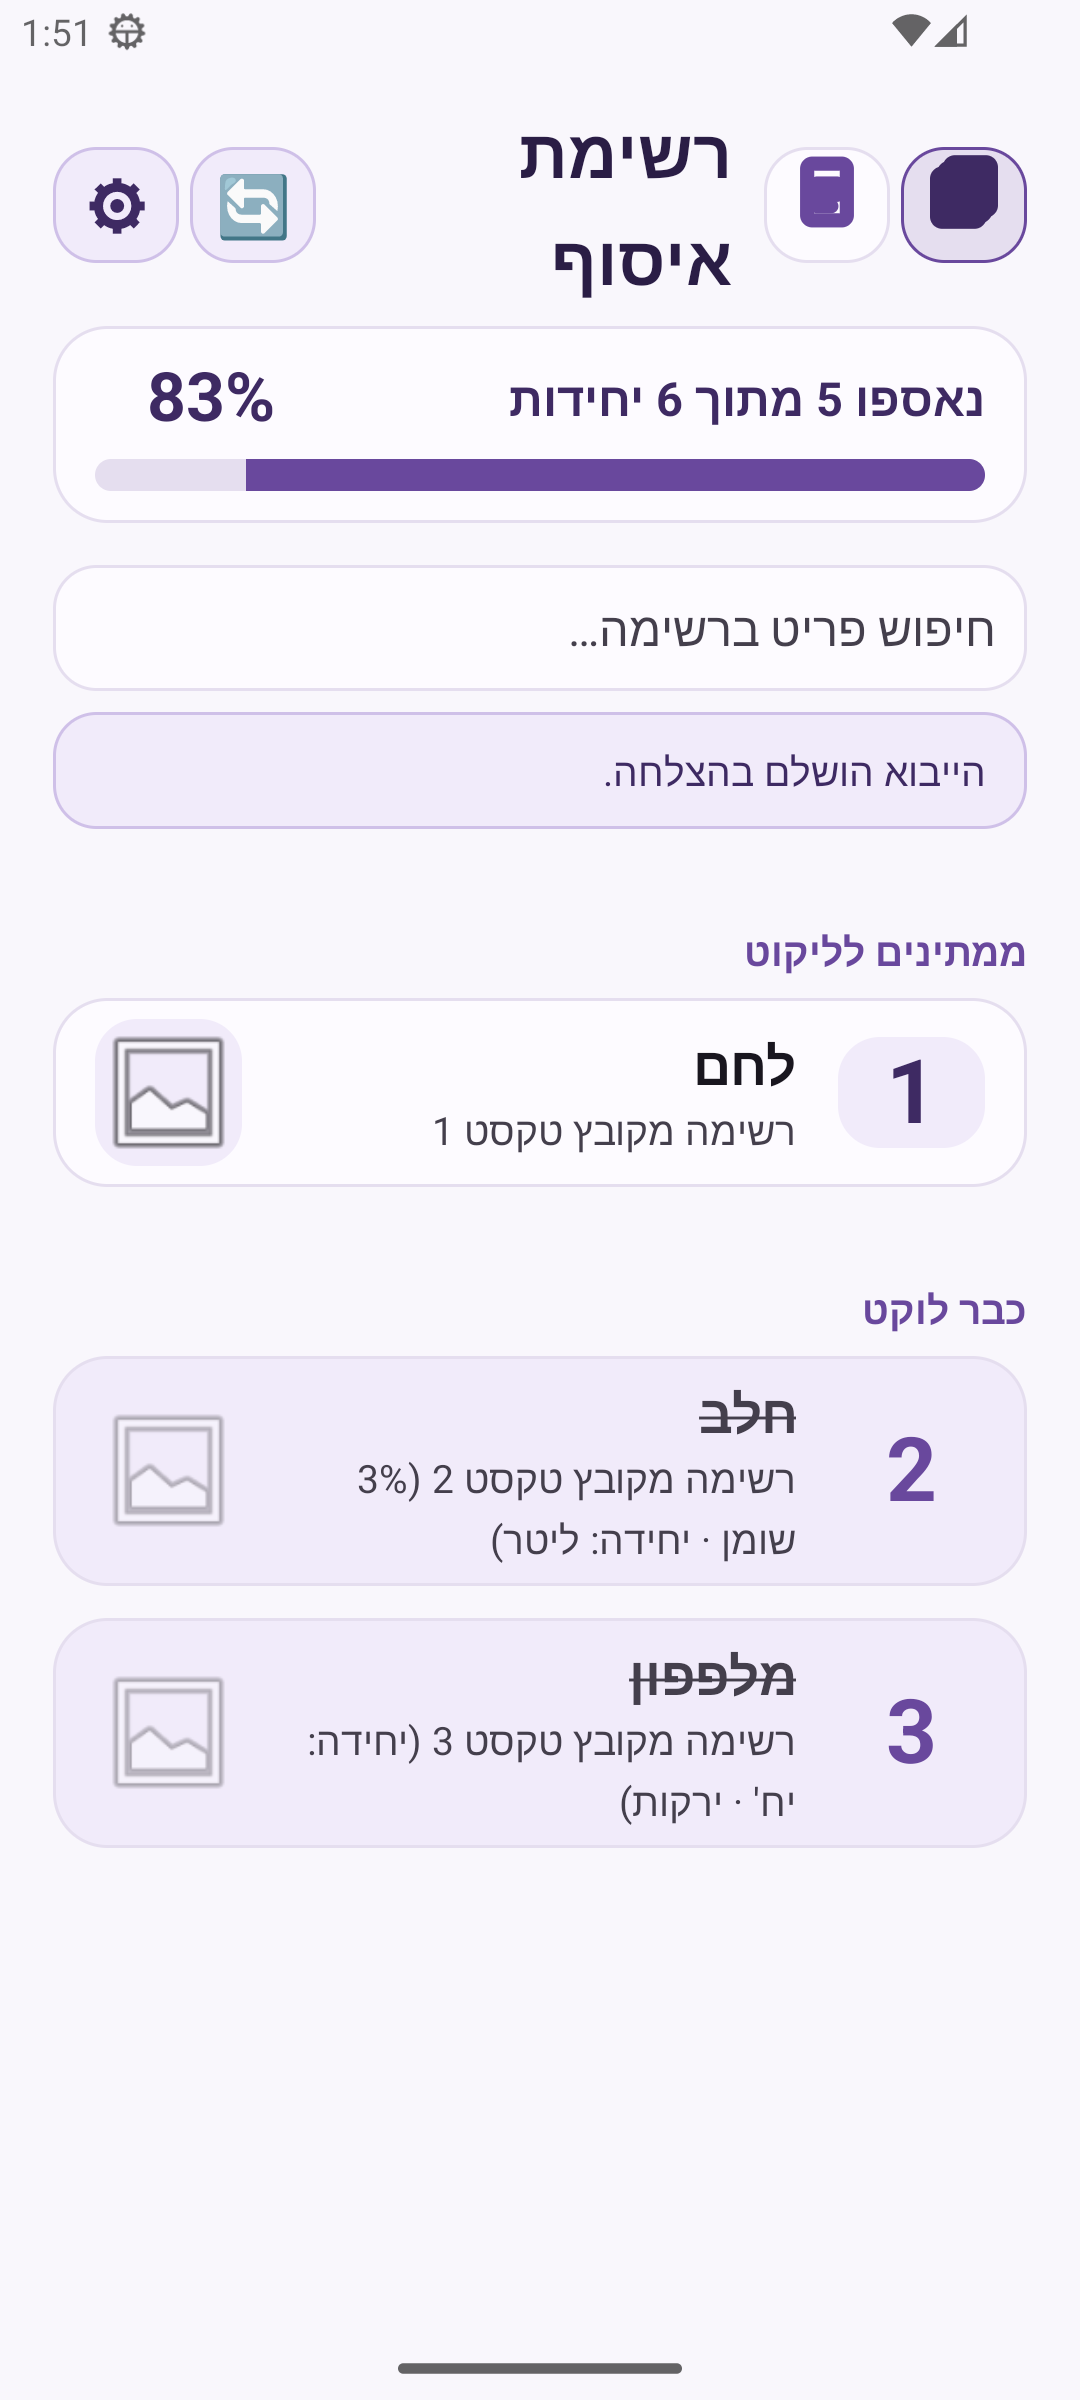 1:51
רשימת
איסוף
נאספו 5 מתוך 6 יחידות
83%
חיפוש פריט ברשימה...
הייבוא הושלם בהצלחה.
ממתינים לליקוט
1
לחם
רשימה מקובץ טקסט 1
כבר לוקט
2
חלב
רשימה מקובץ טקסט 2 (3%
שומן · יחידה: ליטר)
3
מלפפון
רשימה מקובץ טקסט 3 (יחידה:
יח' · ירקות)